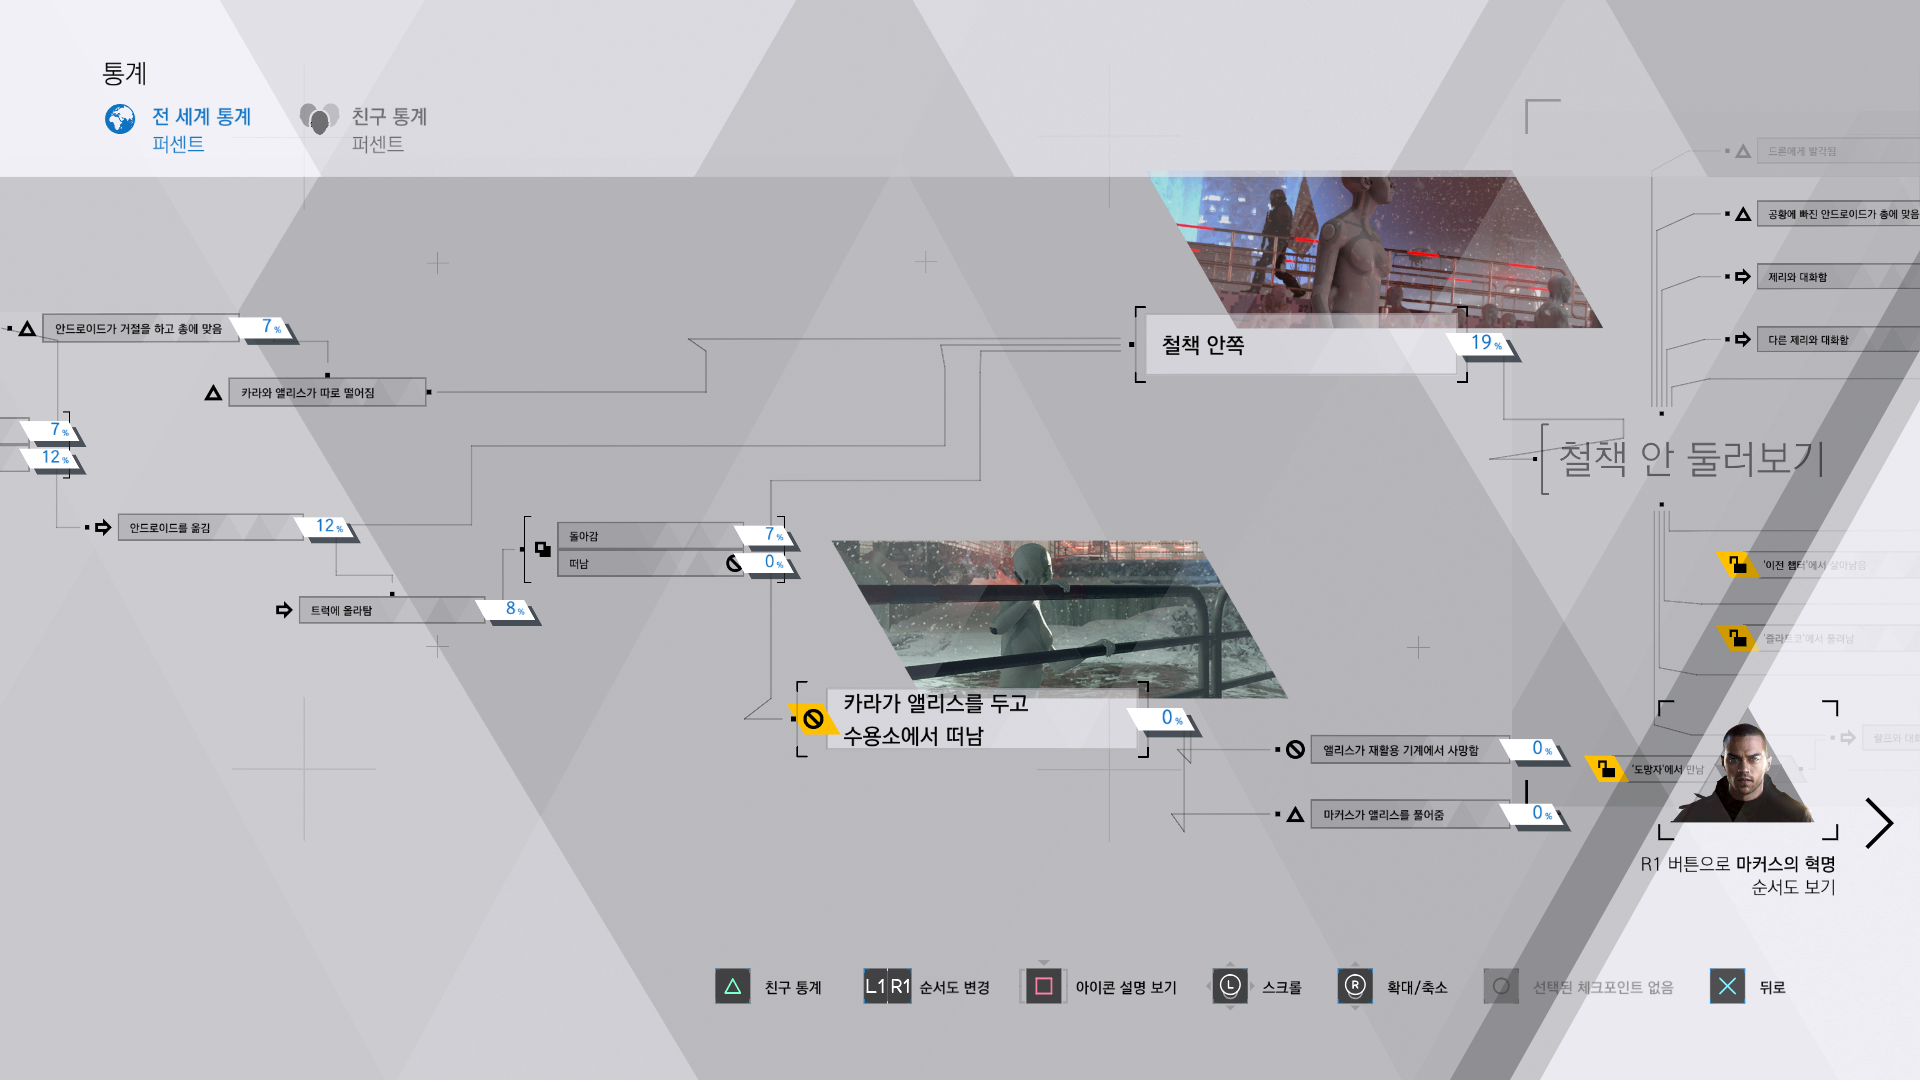 통계
전 세계 통계
퍼센트
친구 통계
퍼센트
드론에게 발각됨
공황에 빠진 안드로이드가 총에 맞음
제리와 대화함
다른 제리와 대화함
안드로이드가 거절을 하고 총에 맞음
7%
카라와 앨리스가 따로 떨어짐
철책 안쪽
19%
7%
12%
철책 안 둘러보기
안드로이드를 옮김
12%
돌아감
7%
떠남
0%
트럭에 올라탐
8%
'이전 챕터'에서 살아남음
'즐라트코'에서 풀려남
카라가 앨리스를 두고
수용소에서 떠남
0%
앨리스가 재활용 기계에서 사망함
0%
마커스가 앨리스를 풀어줌
0%
'도망자'에서 만남
랄프와 대화
R1 버튼으로 마커스의 혁명
순서도 보기
친구 통계
L1 R1 순서도 변경
아이콘 설명 보기
L 스크롤
R 확대/축소
선택된 체크포인트 없음
뒤로